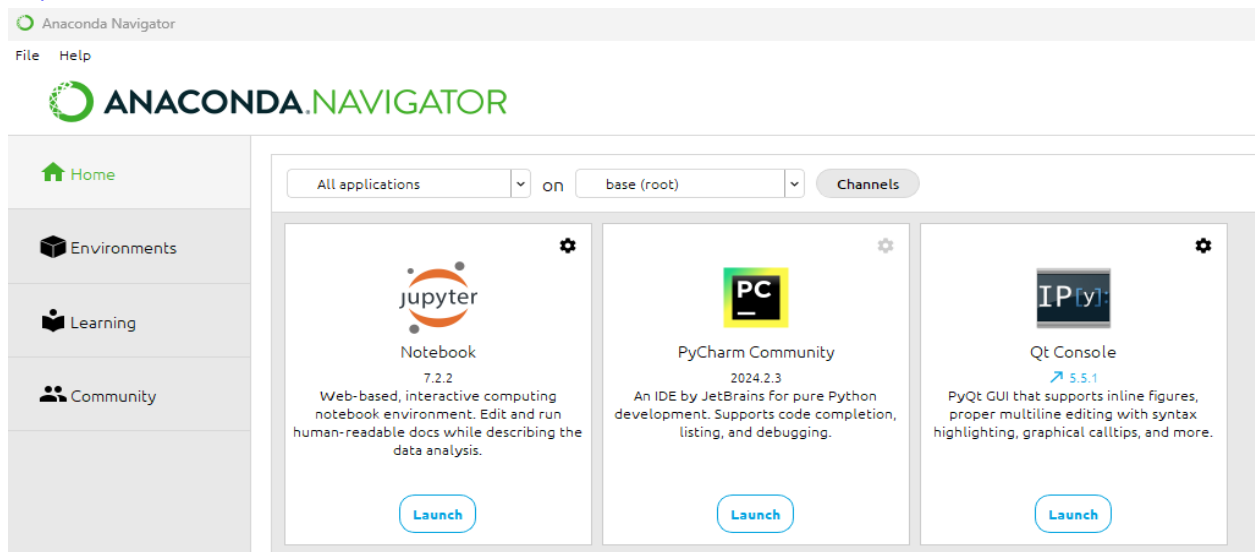 Anaconda Navigator
File Help
ANACONDA.NAVIGATOR
Home
Environments
Learning
Community
All applications on base (root) Channels
jupyter
Notebook
7.2.2
Web-based, interactive computing
notebook environment. Edit and run
human-readable docs while describing the
data analysis.
Launch
PC
PyCharm Community
2024.2.3
An IDE by JetBrains for pure Python
development. Supports code completion,
listing, and debugging.
Launch
IP[y]:
Qt Console
5.5.1
PyQt GUI that supports inline figures,
proper multiline editing with syntax
highlighting, graphical calltips, and more.
Launch